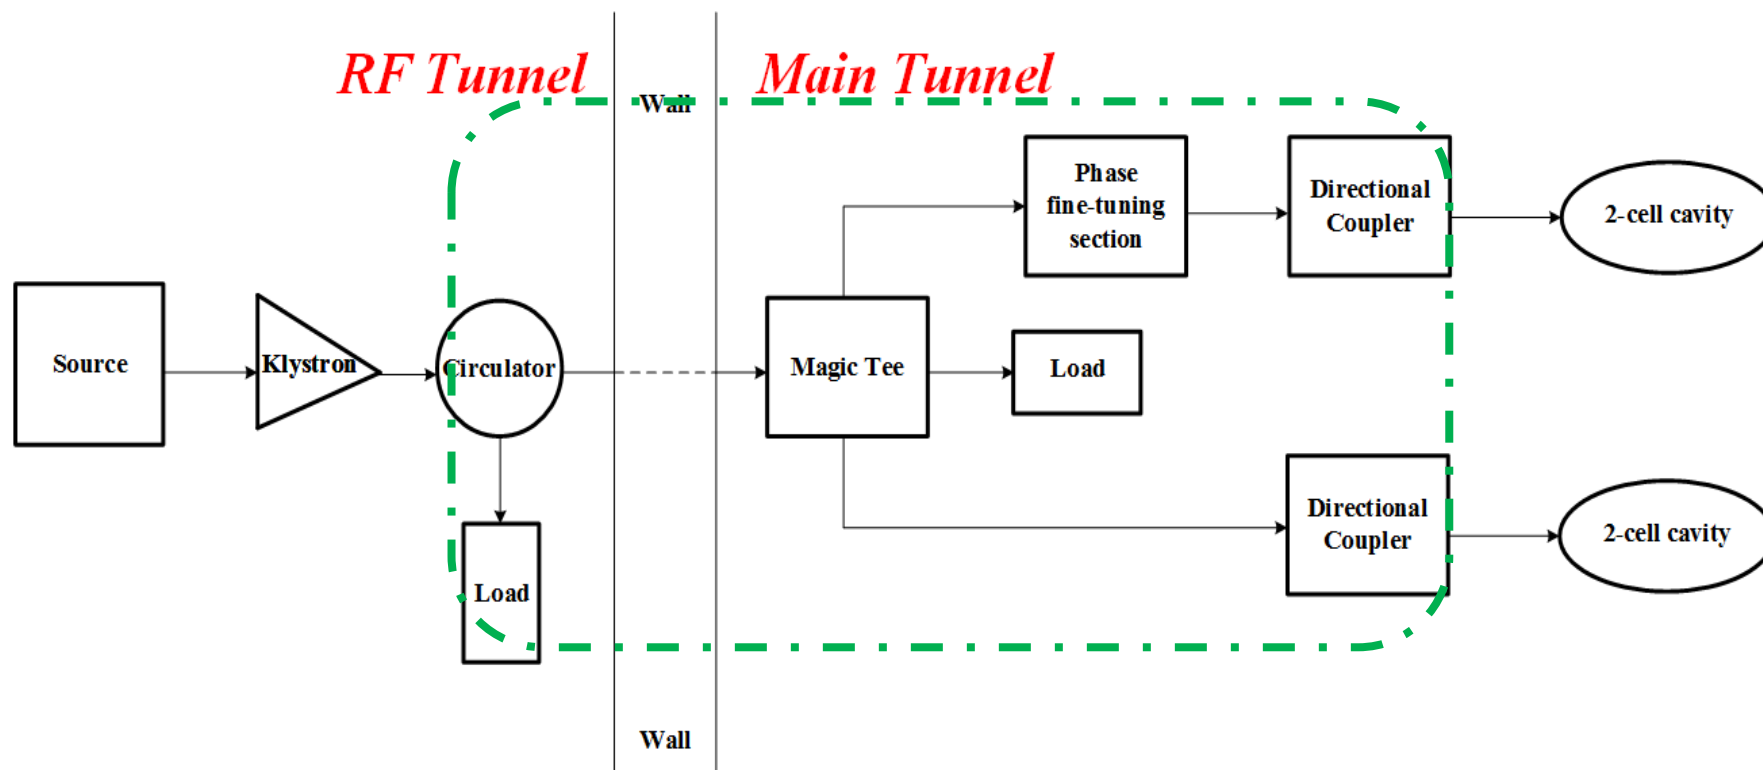 RF Tunnel
Main Tunnel
Wall
Phase
fine-tuning
section
Directional
Coupler
2-cell cavity
Source
Klystron
Circulator
Magic Tee
Load
Directional
Coupler
2-cell cavity
Load
Wall